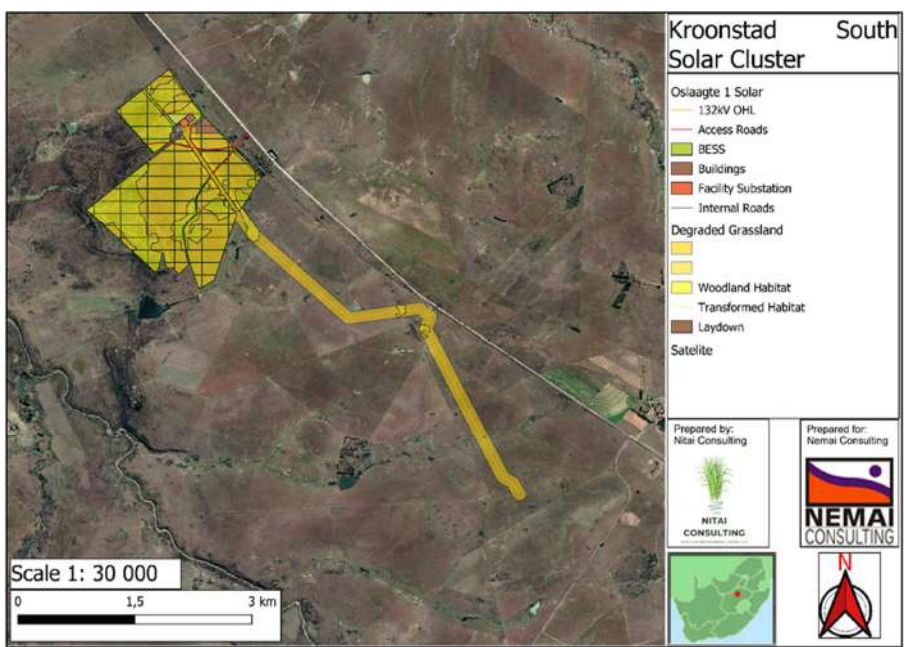 Kroonstad South
Solar Cluster
Oslaagte 1 Solar
132kV OHL
Access Roads
BESS
Buildings
Facility Substation
Internal Roads
Degraded Grassland
Woodland Habitat
Transformed Habitat
Laydown
Satelite
Prepared by:
Nitai Consulting
NITAI
CONSULTING
Prepared for:
Nemai Consulting
NEMAI
CONSULTING
N
Scale 1: 30 000
0 1,5 3 km